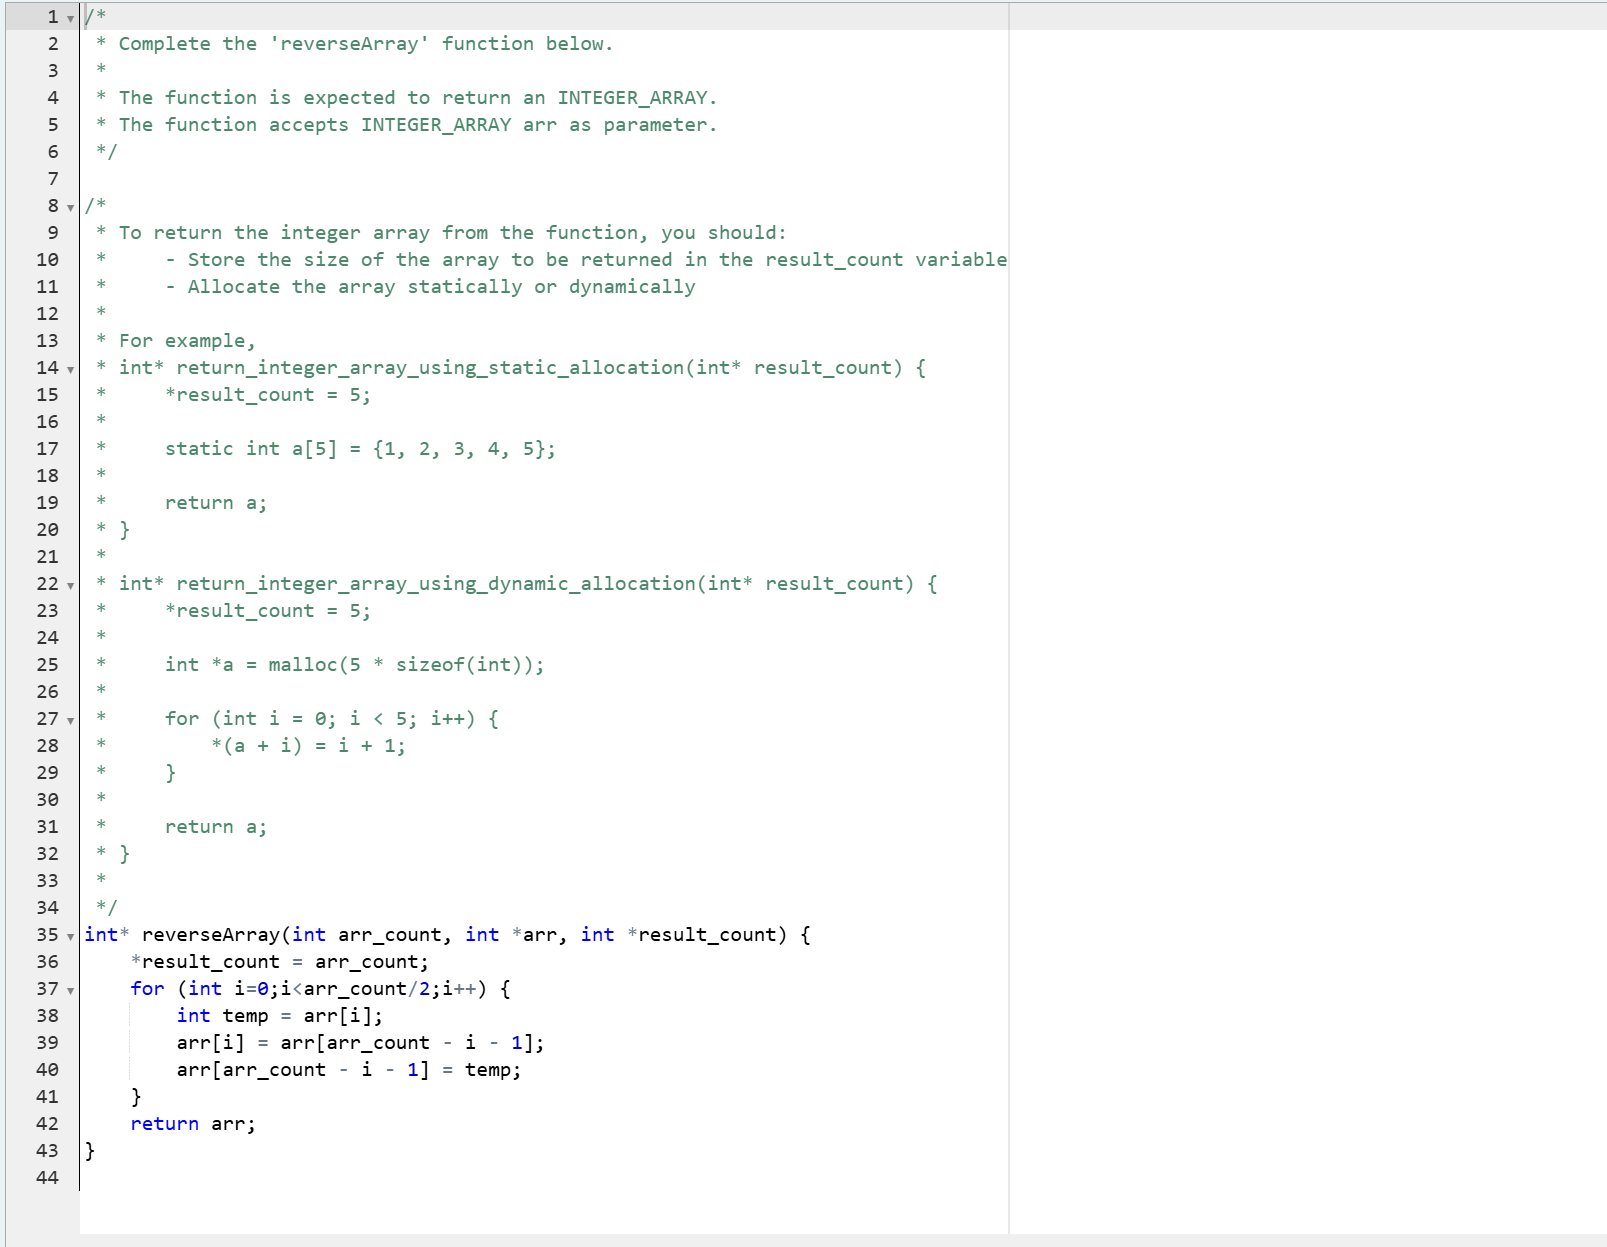 1 /*
2  * Complete the 'reverseArray' function below.
3  *
4  * The function is expected to return an INTEGER_ARRAY.
5  * The function accepts INTEGER_ARRAY arr as parameter.
6  */
7
8 /*
9  * To return the integer array from the function, you should:
10  *     - Store the size of the array to be returned in the result_count variable
11  *     - Allocate the array statically or dynamically
12  *
13  * For example,
14  * int* return_integer_array_using_static_allocation(int* result_count) {
15  *     *result_count = 5;
16  *
17  *     static int a[5] = {1, 2, 3, 4, 5};
18  *
19  *     return a;
20  * }
21  *
22  * int* return_integer_array_using_dynamic_allocation(int* result_count) {
23  *     *result_count = 5;
24  *
25  *     int *a = malloc(5 * sizeof(int));
26  *
27  *     for (int i = 0; i < 5; i++) {
28  *         *(a + i) = i + 1;
29  *     }
30  *
31  *     return a;
32  * }
33  *
34  */
35 int* reverseArray(int arr_count, int *arr, int *result_count) {
36     *result_count = arr_count;
37     for (int i=0;i<arr_count/2;i++) {
38         int temp = arr[i];
39         arr[i] = arr[arr_count - i - 1];
40         arr[arr_count - i - 1] = temp;
41     }
42     return arr;
43 }
44